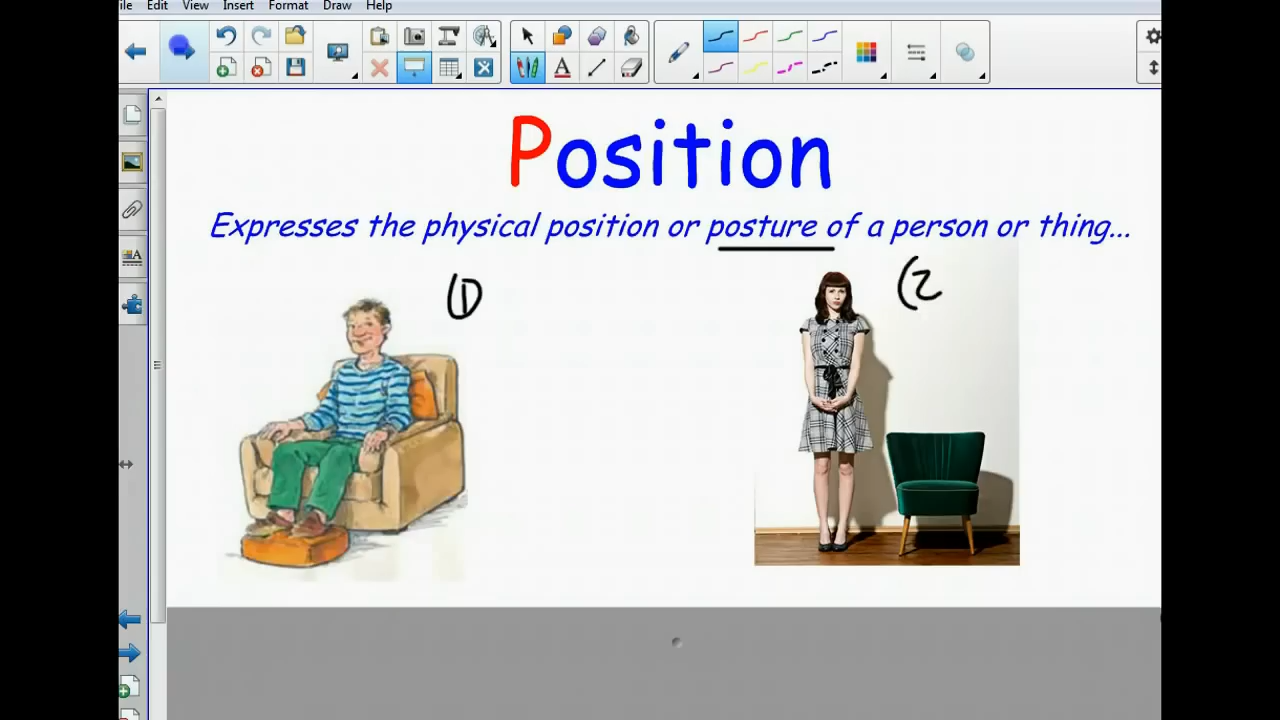 ile Edit View Insert Format Draw Help
Position
Expresses the physical position or posture of a person or thing...
① (2